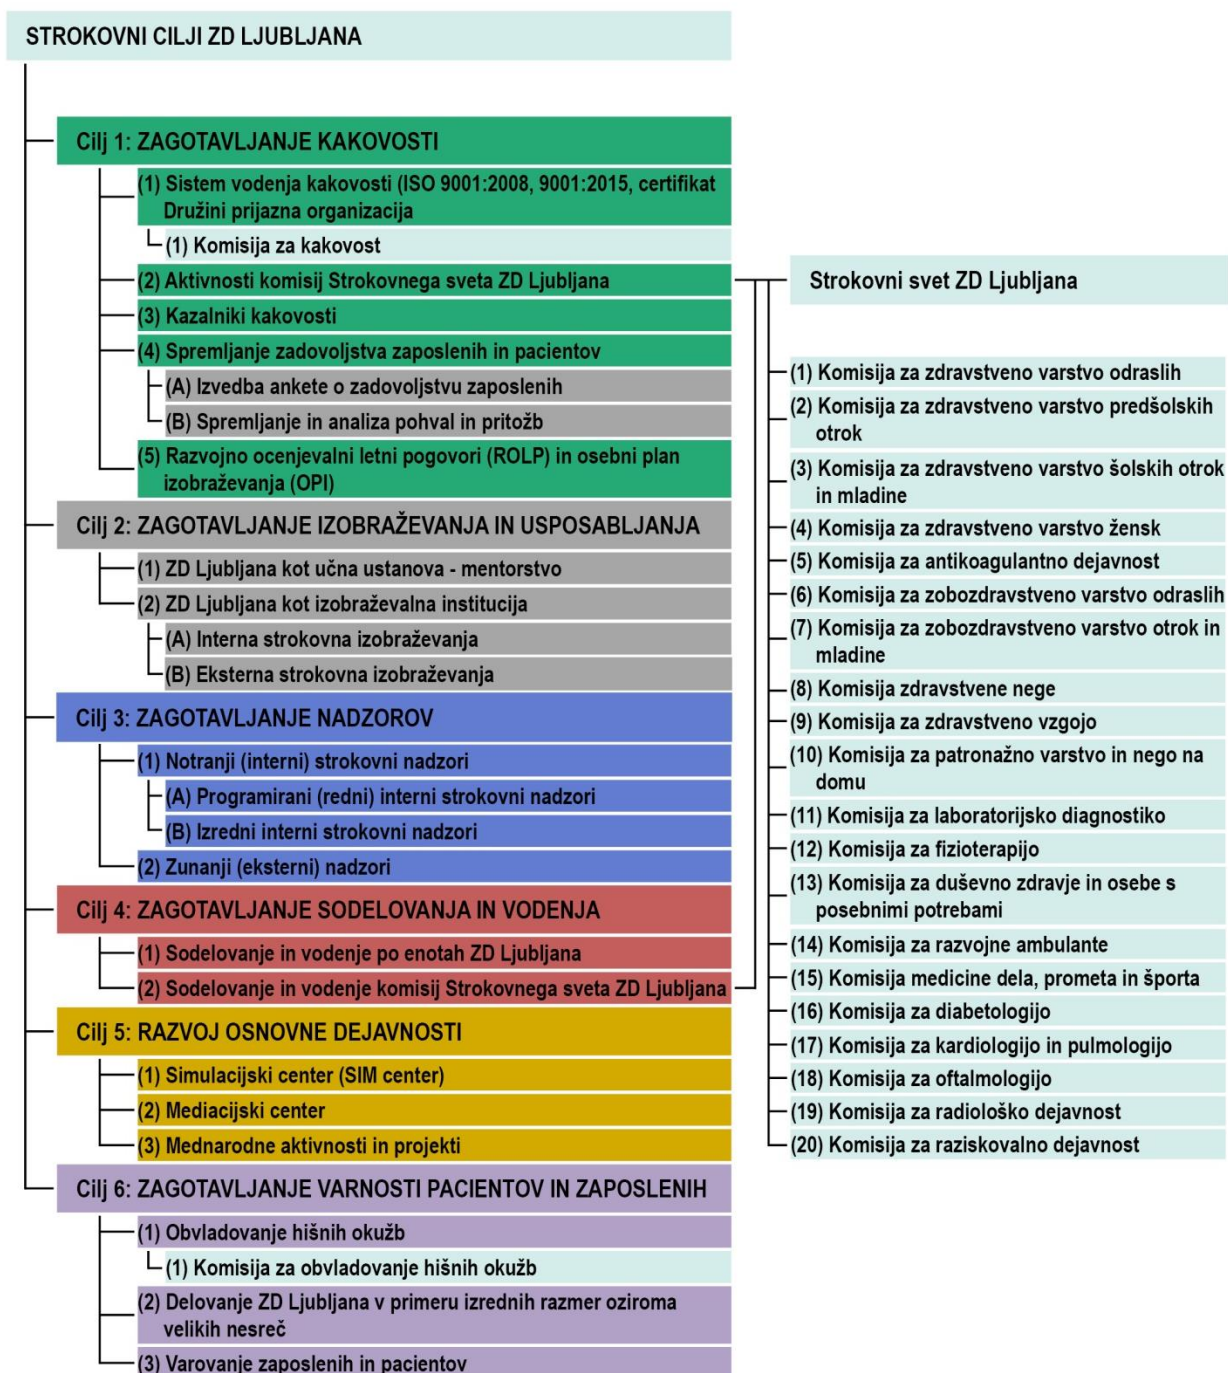 STROKOVNI CILJI ZD LJUBLJANA
Cilj 1: ZAGOTAVLJANJE KAKOVOSTI
(1) Sistem vodenja kakovosti (ISO 9001:2008, 9001:2015, certifikat
Družini prijazna organizacija
(1) Komisija za kakovost
(2) Aktivnosti komisij Strokovnega sveta ZD Ljubljana
(3) Kazalniki kakovosti
(4) Spremljanje zadovoljstva zaposlenih in pacientov
(A) Izvedba ankete o zadovoljstvu zaposlenih
(B) Spremljanje in analiza pohval in pritožb
(5) Razvojno ocenjevalni letni pogovori (ROLP) in osebni plan
izobraževanja (OPI)
Cilj 2: ZAGOTAVLJANJE IZOBRAŽEVANJA IN USPOSABLJANJA
(1) ZD Ljubljana kot učna ustanova - mentorstvo
(2) ZD Ljubljana kot izobraževalna institucija
(A) Interna strokovna izobraževanja
(B) Eksterna strokovna izobraževanja
Cilj 3: ZAGOTAVLJANJE NADZOROV
(1) Notranji (interni) strokovni nadzori
(A) Programirani (redni) interni strokovni nadzori
(B) Izredni interni strokovni nadzori
(2) Zunanji (eksterni) nadzori
Cilj 4: ZAGOTAVLJANJE SODELOVANJA IN VODENJA
(1) Sodelovanje in vodenje po enotah ZD Ljubljana
(2) Sodelovanje in vodenje komisij Strokovnega sveta ZD Ljubljana
Cilj 5: RAZVOJ OSNOVNE DEJAVNOSTI
(1) Simulacijski center (SIM center)
(2) Mediacijski center
(3) Mednarodne aktivnosti in projekti
Cilj 6: ZAGOTAVLJANJE VARNOSTI PACIENTOV IN ZAPOSLENIH
(1) Obvladovanje hišnih okužb
(1) Komisija za obvladovanje hišnih okužb
(2) Delovanje ZD Ljubljana v primeru izrednih razmer oziroma
velikih nesreč
(3) Varovanje zaposlenih in pacientov
Strokovni svet ZD Ljubljana
(1) Komisija za zdravstveno varstvo odraslih
(2) Komisija za zdravstveno varstvo predšolskih
otrok
(3) Komisija za zdravstveno varstvo šolskih otrok
in mladine
(4) Komisija za zdravstveno varstvo žensk
(5) Komisija za antikoagulantno dejavnost
(6) Komisija za zobozdravstveno varstvo odraslih
(7) Komisija za zobozdravstveno varstvo otrok in
mladine
(8) Komisija zdravstvene nege
(9) Komisija za zdravstveno vzgojo
(10) Komisija za patronažno varstvo in nego na
domu
(11) Komisija za laboratorijsko diagnostiko
(12) Komisija za fizioterapijo
(13) Komisija za duševno zdravje in osebe s
posebnimi potrebami
(14) Komisija za razvojne ambulante
(15) Komisija medicine dela, prometa in športa
(16) Komisija za diabetologijo
(17) Komisija za kardiologijo in pulmologijo
(18) Komisija za oftalmologijo
(19) Komisija za radiološko dejavnost
(20) Komisija za raziskovalno dejavnost